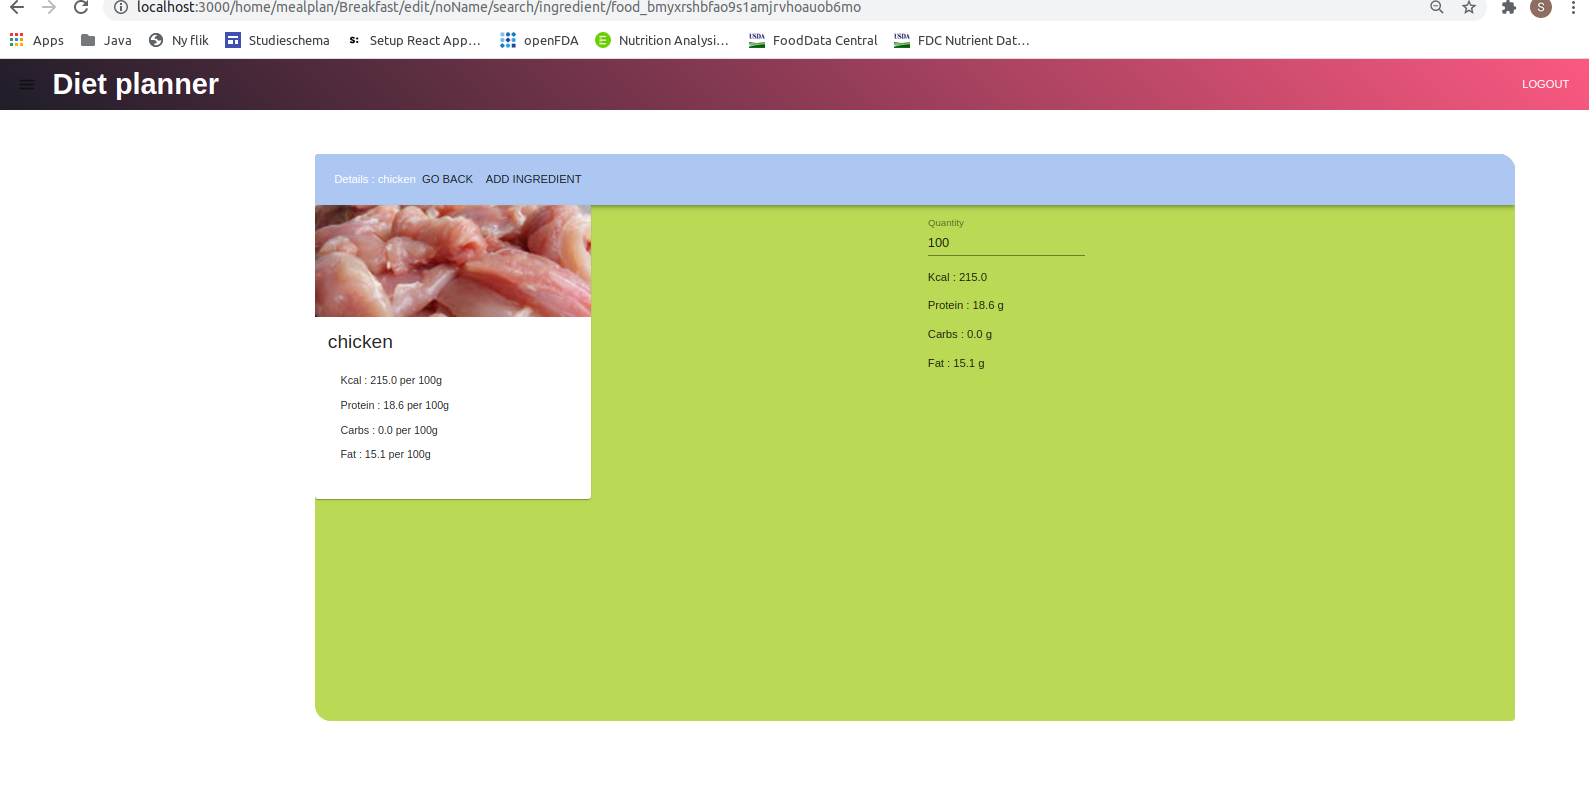 localhost:3000/home/mealplan/Breakfast/edit/noName/search/ingredient/food_bmyxrshbfao9s1amjrvhoauob6mo
S
Apps Java Ny flik Studieschema s: Setup React App... openFDA E Nutrition Analysi... USDA FoodData Central USDA FDC Nutrient Dat...
Diet planner LOGOUT
Details : chicken GO BACK ADD INGREDIENT
Quantity
100
Kcal : 215.0
Protein : 18.6 g
Carbs : 0.0 g
Fat : 15.1 g
chicken
Kcal : 215.0 per 100g
Protein : 18.6 per 100g
Carbs : 0.0 per 100g
Fat : 15.1 per 100g